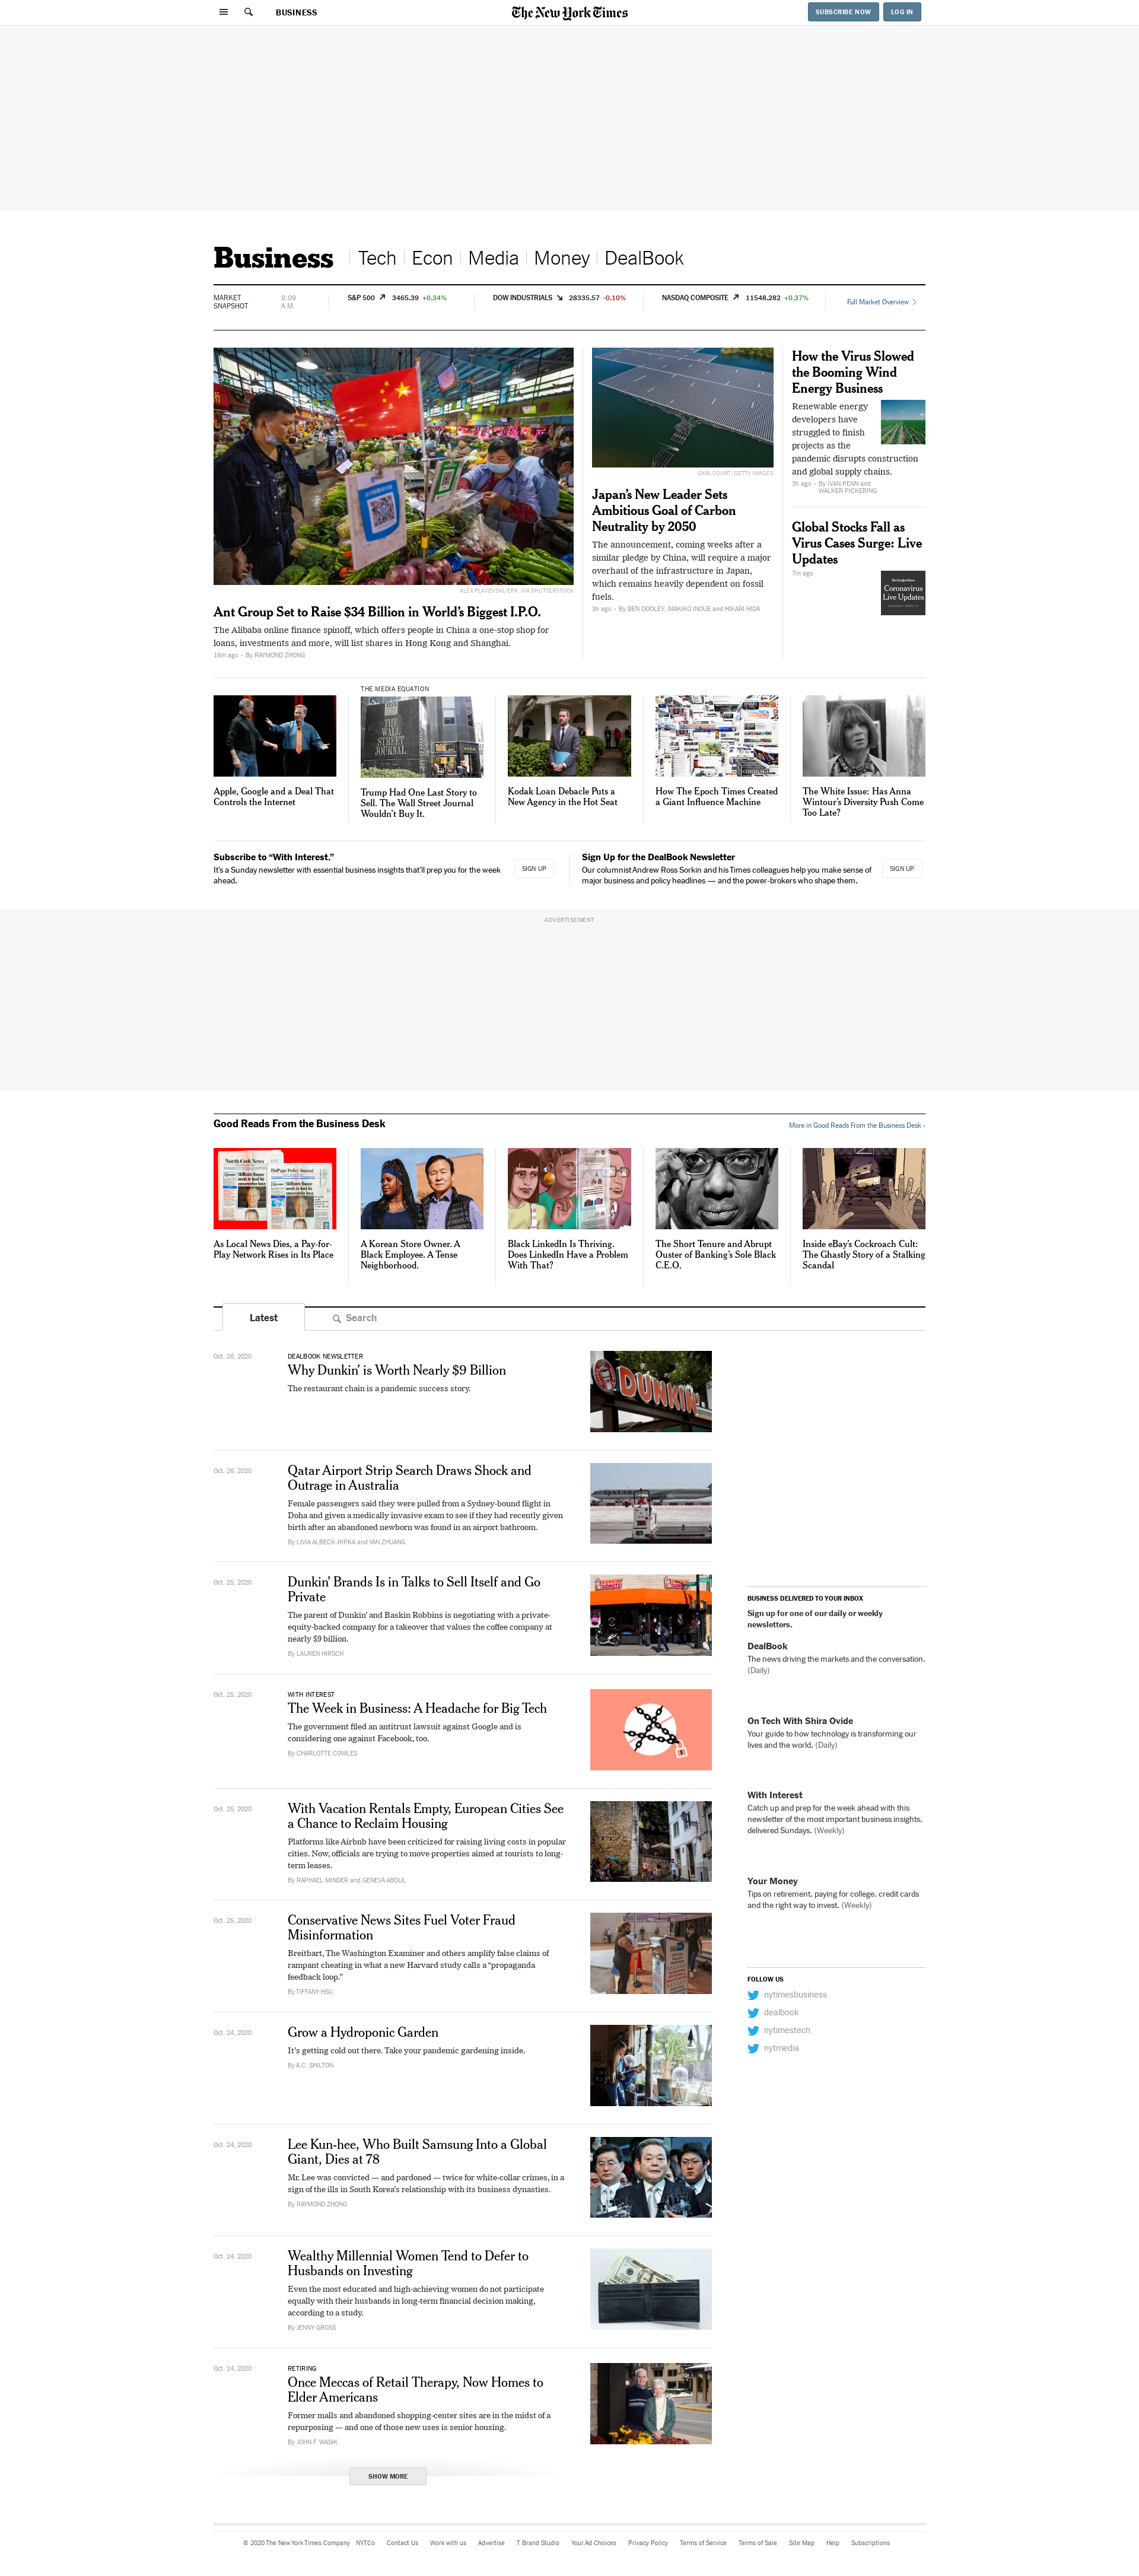 BUSINESS
The New York Times
SUBSCRIBE NOW
LOG IN
Business
Tech
Econ
Media
Money
DealBook
MARKET
SNAPSHOT
8:09
A.M.
S&P 500 3465.39 +0.34%
DOW INDUSTRIALS 28335.57 -0.10%
NASDAQ COMPOSITE 11548.282 +0.37%
Full Market Overview
ALEX PLAVEVSKI/EPA, VIA SHUTTERSTOCK
Ant Group Set to Raise $34 Billion in World's Biggest I.P.O.
The Alibaba online finance spinoff, which offers people in China a one-stop shop for
loans, investments and more, will list shares in Hong Kong and Shanghai.
16m ago - By RAYMOND ZHONG
CARL COURT/GETTY IMAGES
Japan's New Leader Sets
Ambitious Goal of Carbon
Neutrality by 2050
The announcement, coming weeks after a
similar pledge by China, will require a major
overhaul of the infrastructure in Japan,
which remains heavily dependent on fossil
fuels.
3h ago - By BEN DOOLEY, MAKIKO INOUE and HIKARI HIDA
How the Virus Slowed
the Booming Wind
Energy Business
Renewable energy
developers have
struggled to finish
projects as the
pandemic disrupts construction
and global supply chains.
3h ago - By IVAN PENN and
WALKER PICKERING
Global Stocks Fall as
Virus Cases Surge: Live
Updates
7m ago
The New York Times
Coronavirus
Live Updates
THE MEDIA EQUATION
THE
WALL
STREET
JOURNAL
Apple, Google and a Deal That
Controls the Internet
Trump Had One Last Story to
Sell. The Wall Street Journal
Wouldn't Buy It.
Kodak Loan Debacle Puts a
New Agency in the Hot Seat
How The Epoch Times Created
a Giant Influence Machine
The White Issue: Has Anna
Wintour's Diversity Push Come
Too Late?
Subscribe to “With Interest.”
It's a Sunday newsletter with essential business insights that'll prep you for the week
ahead.
SIGN UP
Sign Up for the DealBook Newsletter
Our columnist Andrew Ross Sorkin and his Times colleagues help you make sense of
major business and policy headlines — and the power-brokers who shape them.
SIGN UP
ADVERTISEMENT
Good Reads From the Business Desk
More in Good Reads From the Business Desk ›
North Cook News
DuPage Policy Journal
As Local News Dies, a Pay-for-
Play Network Rises in Its Place
A Korean Store Owner. A
Black Employee. A Tense
Neighborhood.
Black LinkedIn Is Thriving.
Does LinkedIn Have a Problem
With That?
The Short Tenure and Abrupt
Ouster of Banking's Sole Black
C.E.O.
Inside eBay's Cockroach Cult:
The Ghastly Story of a Stalking
Scandal
Latest
Search
Oct. 26, 2020
DEALBOOK NEWSLETTER
Why Dunkin' is Worth Nearly $9 Billion
The restaurant chain is a pandemic success story.
DUNKIN'
Oct. 26, 2020
Qatar Airport Strip Search Draws Shock and
Outrage in Australia
Female passengers said they were pulled from a Sydney-bound flight in
Doha and given a medically invasive exam to see if they had recently given
birth after an abandoned newborn was found in an airport bathroom.
By LIVIA ALBECK-RIPKA and YAN ZHUANG
QATAR
Oct. 25, 2020
Dunkin' Brands Is in Talks to Sell Itself and Go
Private
The parent of Dunkin' and Baskin Robbins is negotiating with a private-
equity-backed company for a takeover that values the coffee company at
nearly $9 billion.
By LAUREN HIRSCH
Oct. 25, 2020
WITH INTEREST
The Week in Business: A Headache for Big Tech
The government filed an antitrust lawsuit against Google and is
considering one against Facebook, too.
By CHARLOTTE COWLES
Oct. 25, 2020
With Vacation Rentals Empty, European Cities See
a Chance to Reclaim Housing
Platforms like Airbnb have been criticized for raising living costs in popular
cities. Now, officials are trying to move properties aimed at tourists to long-
term leases.
By RAPHAEL MINDER and GENEVA ABDUL
Oct. 25, 2020
Conservative News Sites Fuel Voter Fraud
Misinformation
Breitbart, The Washington Examiner and others amplify false claims of
rampant cheating in what a new Harvard study calls a “propaganda
feedback loop.”
By TIFFANY HSU
Oct. 24, 2020
Grow a Hydroponic Garden
It's getting cold out there. Take your pandemic gardening inside.
By A.C. SHILTON
Oct. 24, 2020
Lee Kun-hee, Who Built Samsung Into a Global
Giant, Dies at 78
Mr. Lee was convicted — and pardoned — twice for white-collar crimes, in a
sign of the ills in South Korea's relationship with its business dynasties.
By RAYMOND ZHONG
Oct. 24, 2020
Wealthy Millennial Women Tend to Defer to
Husbands on Investing
Even the most educated and high-achieving women do not participate
equally with their husbands in long-term financial decision making,
according to a study.
By JENNY GROSS
Oct. 24, 2020
RETIRING
Once Meccas of Retail Therapy, Now Homes to
Elder Americans
Former malls and abandoned shopping-center sites are in the midst of a
repurposing — and one of those new uses is senior housing.
By JOHN F. WASIK
SHOW MORE
BUSINESS DELIVERED TO YOUR INBOX
Sign up for one of our daily or weekly
newsletters.
DealBook
The news driving the markets and the conversation.
(Daily)
On Tech With Shira Ovide
Your guide to how technology is transforming our
lives and the world. (Daily)
With Interest
Catch up and prep for the week ahead with this
newsletter of the most important business insights,
delivered Sundays. (Weekly)
Your Money
Tips on retirement, paying for college, credit cards
and the right way to invest. (Weekly)
FOLLOW US
nytimesbusiness
dealbook
nytimestech
nytmedia
© 2020 The New York Times Company NYTCo Contact Us Work with us Advertise T Brand Studio Your Ad Choices Privacy Policy Terms of Service Terms of Sale Site Map Help Subscriptions